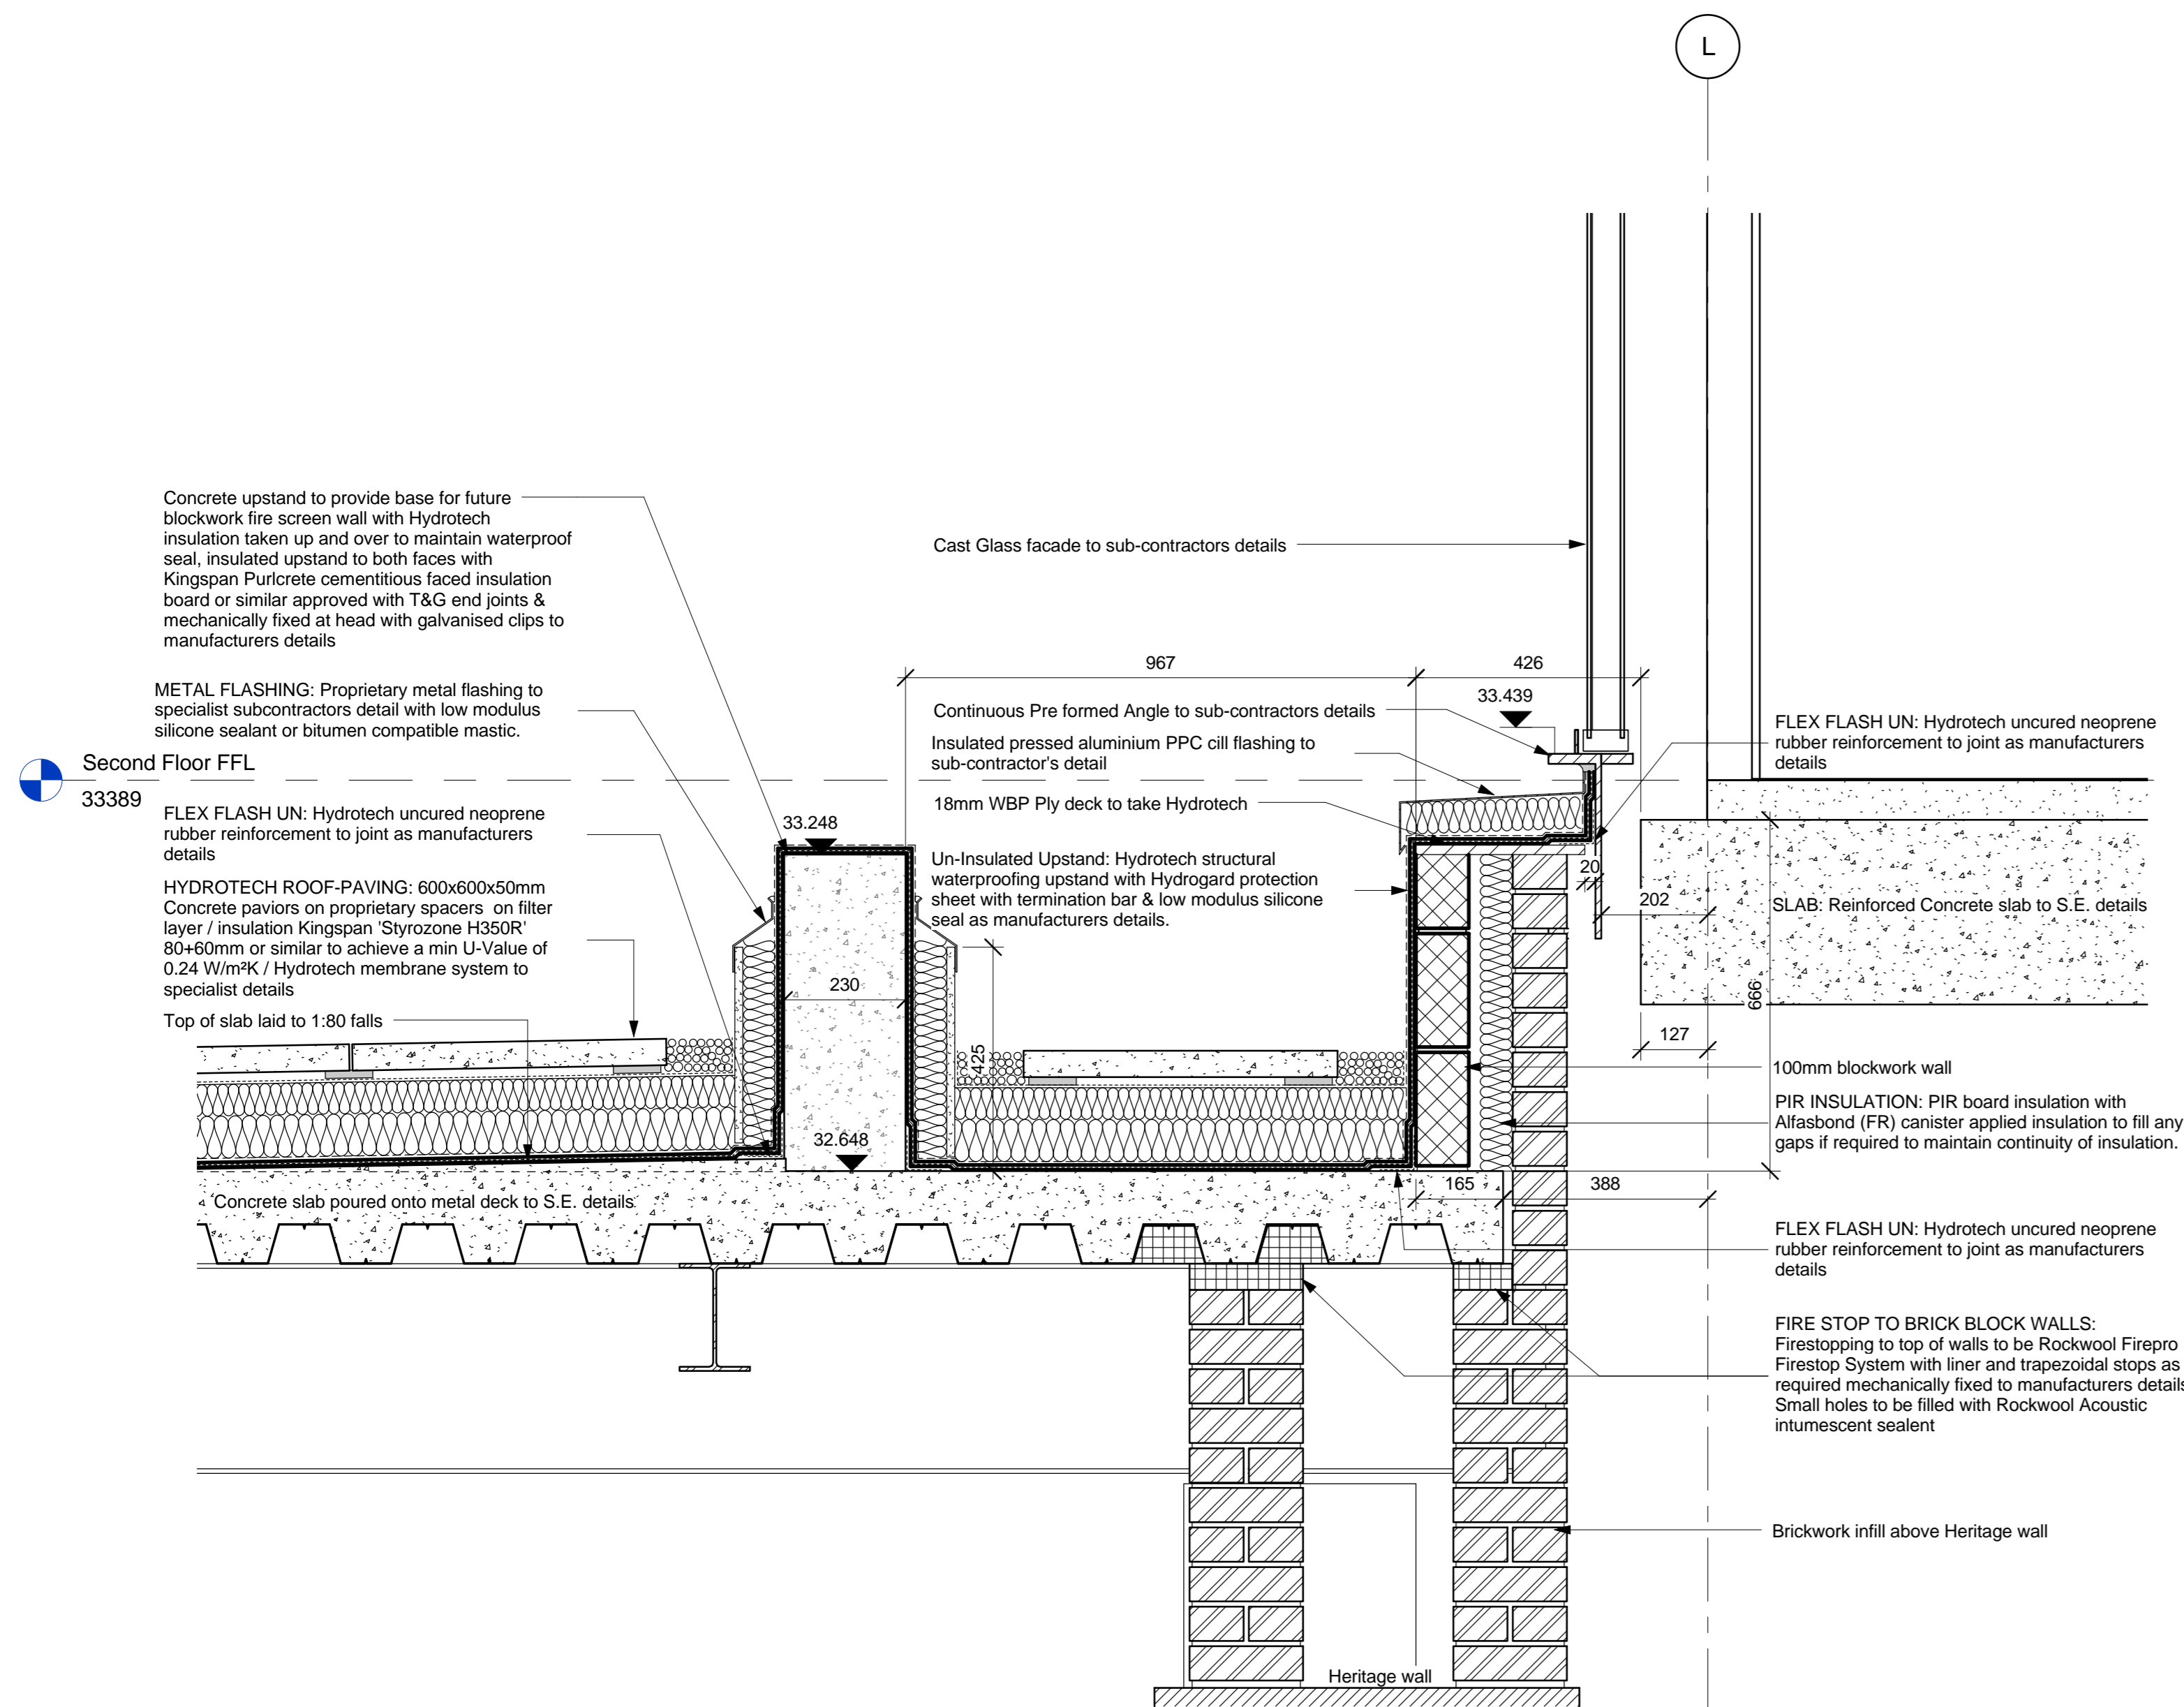 L
Concrete upstand to provide base for future
blockwork fire screen wall with Hydrotech
insulation taken up and over to maintain waterproof
seal, insulated upstand to both faces with
Kingspan Purlcrete cementitious faced insulation
board or similar approved with T&G end joints &
mechanically fixed at head with galvanised clips to
manufacturers details
METAL FLASHING: Proprietary metal flashing to
specialist subcontractors detail with low modulus
silicone sealant or bitumen compatible mastic.
Second Floor FFL
33389
FLEX FLASH UN: Hydrotech uncured neoprene
rubber reinforcement to joint as manufacturers
details
HYDROTECH ROOF-PAVING: 600x600x50mm
Concrete paviors on proprietary spacers on filter
layer / insulation Kingspan 'Styrozone H350R'
80+60mm or similar to achieve a min U-Value of
0.24 W/m²K / Hydrotech membrane system to
specialist details
Top of slab laid to 1:80 falls
Concrete slab poured onto metal deck to S.E. details
33.248
230
32.648
425
Cast Glass facade to sub-contractors details
967
426
33.439
Continuous Pre formed Angle to sub-contractors details
Insulated pressed aluminium PPC cill flashing to
sub-contractor's detail
18mm WBP Ply deck to take Hydrotech
Un-Insulated Upstand: Hydrotech structural
waterproofing upstand with Hydrogard protection
sheet with termination bar & low modulus silicone
seal as manufacturers details.
20
202
127
666
165
388
FLEX FLASH UN: Hydrotech uncured neoprene
rubber reinforcement to joint as manufacturers
details
SLAB: Reinforced Concrete slab to S.E. details
100mm blockwork wall
PIR INSULATION: PIR board insulation with
Alfasbond (FR) canister applied insulation to fill any
gaps if required to maintain continuity of insulation.
FLEX FLASH UN: Hydrotech uncured neoprene
rubber reinforcement to joint as manufacturers
details
FIRE STOP TO BRICK BLOCK WALLS:
Firestopping to top of walls to be Rockwool Firepro
Firestop System with liner and trapezoidal stops as
required mechanically fixed to manufacturers details
Small holes to be filled with Rockwool Acoustic
intumescent sealent
Brickwork infill above Heritage wall
Heritage wall